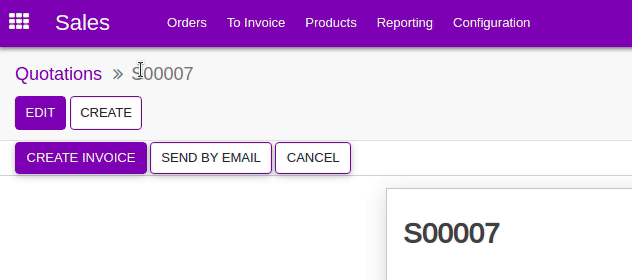 Sales Orders To Invoice Products Reporting Configuration
Quotations » S00007
EDIT CREATE
CREATE INVOICE SEND BY EMAIL CANCEL
S00007